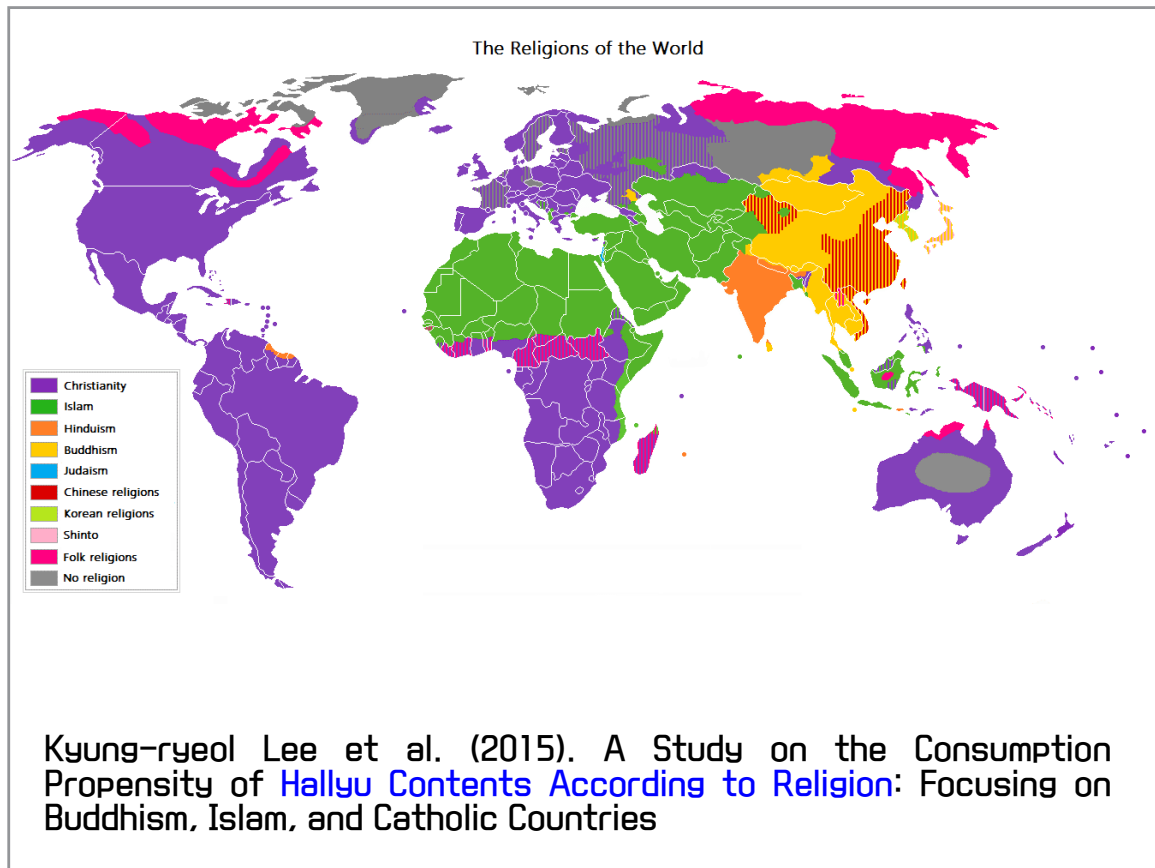 The Religions of the World
Christianity
Islam
Hinduism
Buddhism
Judaism
Chinese religions
Korean religions
Shinto
Folk religions
No religion
Kyung-ryeol Lee et al. (2015). A Study on the Consumption
Propensity of Hallyu Contents According to Religion: Focusing on
Buddhism, Islam, and Catholic Countries